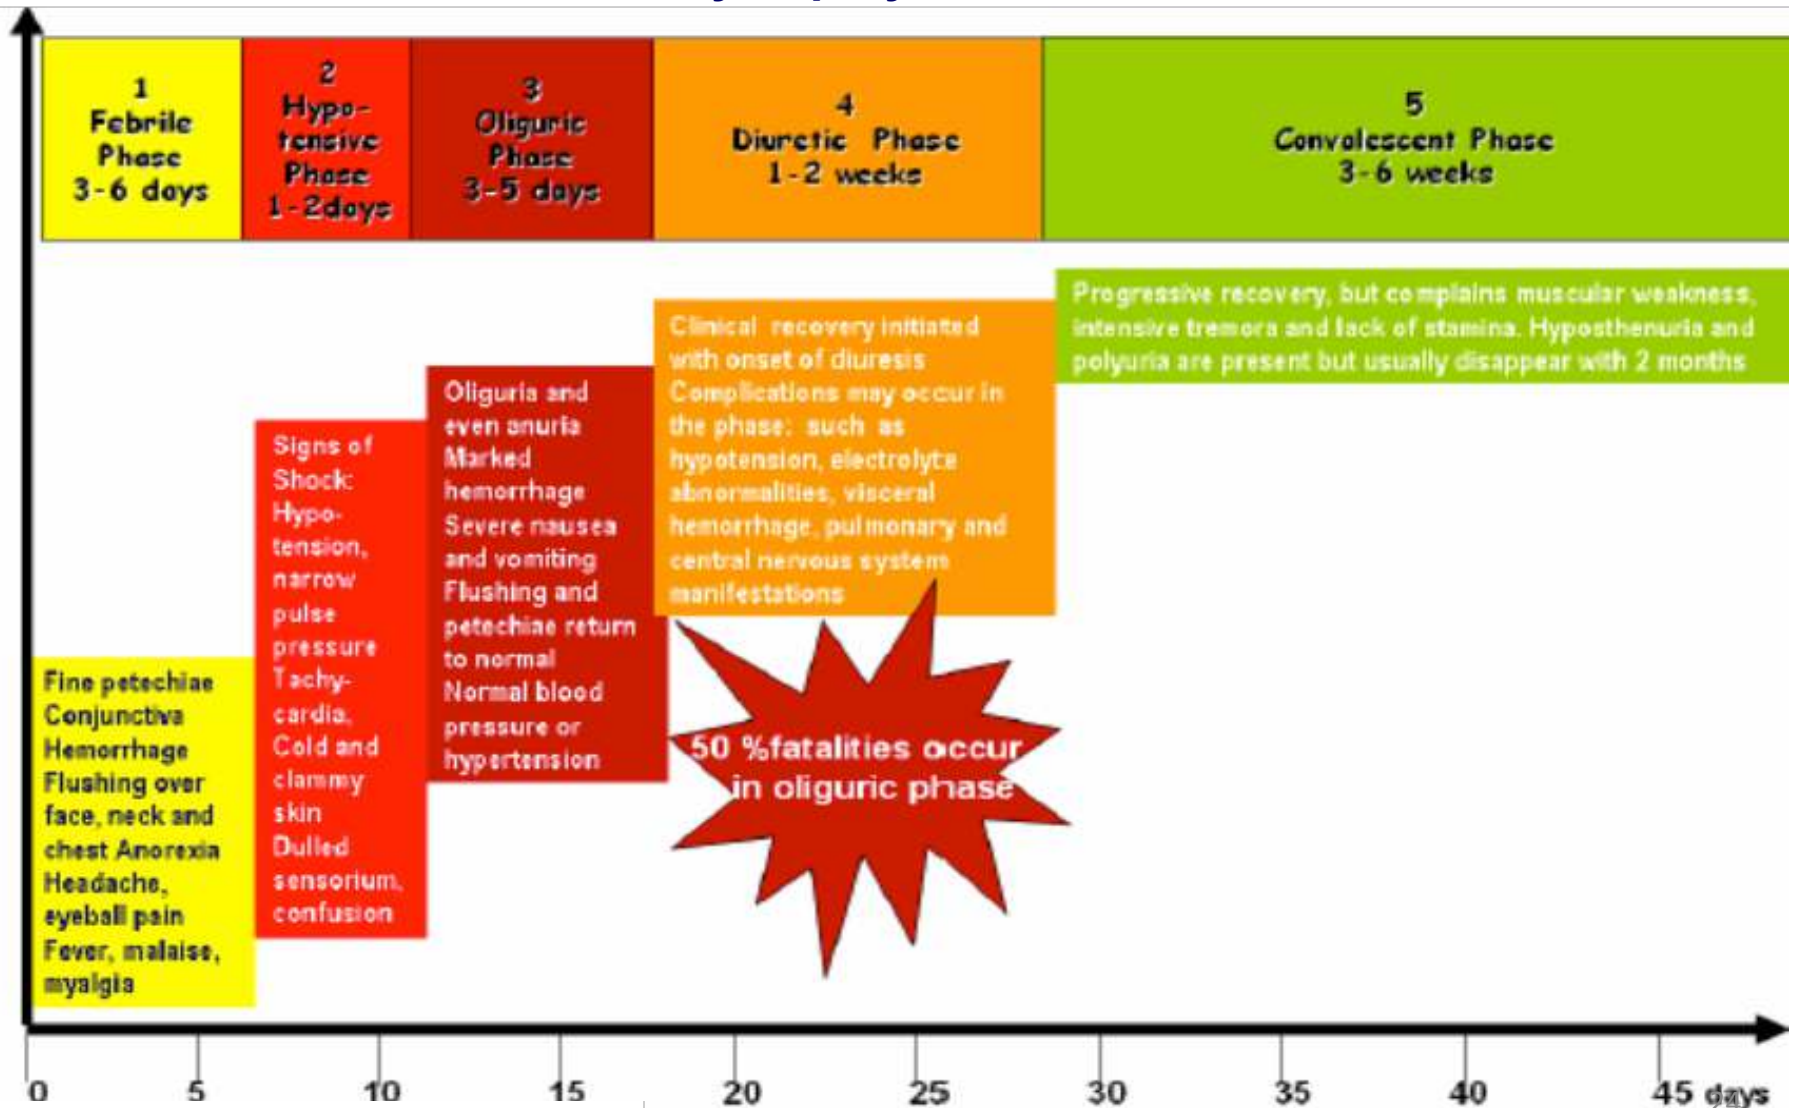 1
Febrile
Phase
3-6 days
2
Hypo-
tensive
Phase
1-2days
3
Oliguric
Phase
3-5 days
4
Diuretic Phase
1-2 weeks
5
Convalescent Phase
3-6 weeks
Fine petechiae
Conjunctiva
Hemorrhage
Flushing over
face, neck and
chest Anorexia
Headache,
eyeball pain
Fever, malaise,
myalgia
Signs of
Shock:
Hypo-
tension,
narrow
pulse
pressure
Tachy-
cardia,
Cold and
clammy
skin
Dulled
sensorium,
confusion
Oliguria and
even anuria
Marked
hemorrhage
Severe nausea
and vomiting
Flushing and
petechiae return
to normal
Normal blood
pressure or
hypertension
Clinical recovery initiated
with onset of diuresis
Complications may occur in
the phase: such as
hypotension, electrolyte
abnormalities, visceral
hemorrhage, pulmonary and
central nervous system
manifestations
Progressive recovery, but complains muscular weakness,
intensive tremora and lack of stamina. Hyposthenuria and
polyuria are present but usually disappear with 2 months
50 %fatalities occur
in oliguric phase
0 5 10 15 20 25 30 35 40 45 days